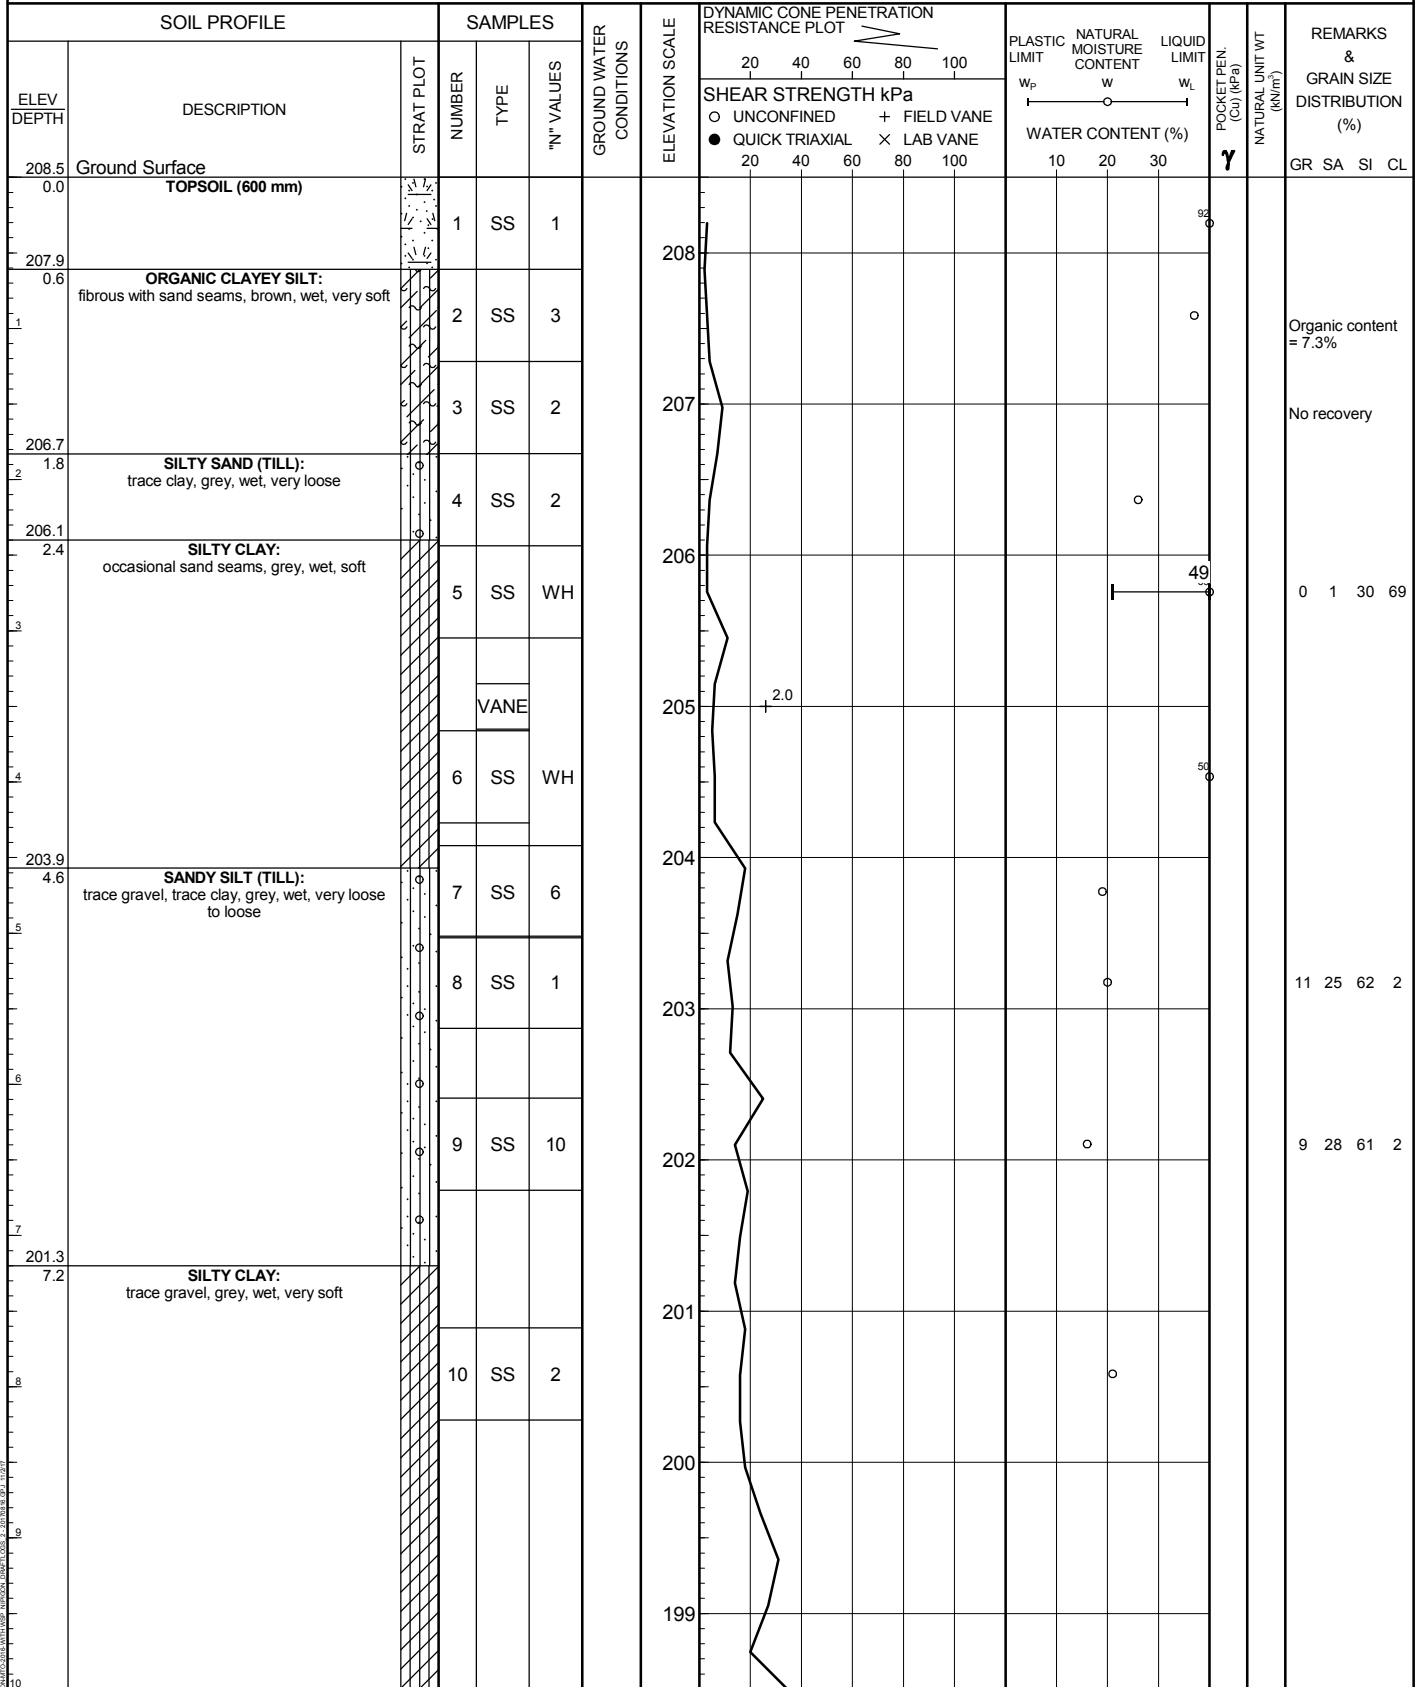 SOIL PROFILE
SAMPLES
GROUND WATER CONDITIONS
ELEVATION SCALE
DYNAMIC CONE PENETRATION
RESISTANCE PLOT
20 40 60 80 100
SHEAR STRENGTH kPa
UNCONFINED + FIELD VANE
QUICK TRIAXIAL × LAB VANE
20 40 60 80 100
PLASTIC LIMIT
NATURAL MOISTURE CONTENT
LIQUID LIMIT
WP W WL
WATER CONTENT (%)
10 20 30
POCKET PEN. (Cu) (kPa)
γ
NATURAL UNIT WT (kN/m³)
REMARKS
&
GRAIN SIZE
DISTRIBUTION
(%)
GR SA SI CL
ELEV
DEPTH
DESCRIPTION
STRAT PLOT
NUMBER
TYPE
"N" VALUES
208.5 Ground Surface
0.0 TOPSOIL (600 mm)
1 SS 1
92
208
207.9
0.6 ORGANIC CLAYEY SILT:
fibrous with sand seams, brown, wet, very soft
2 SS 3
1
Organic content
= 7.3%
3 SS 2
207
No recovery
206.7
1.8 SILTY SAND (TILL):
trace clay, grey, wet, very loose
2
4 SS 2
206.1
2.4 SILTY CLAY:
occasional sand seams, grey, wet, soft
206
49
5 SS WH
0 1 30 69
3
VANE
205
2.0
6 SS WH
50
4
204
203.9
4.6 SANDY SILT (TILL):
trace gravel, trace clay, grey, wet, very loose
to loose
7 SS 6
5
8 SS 1
11 25 62 2
203
6
9 SS 10
9 28 61 2
202
7
201.3
7.2 SILTY CLAY:
trace gravel, grey, wet, very soft
201
10 SS 2
8
200
9
199
10